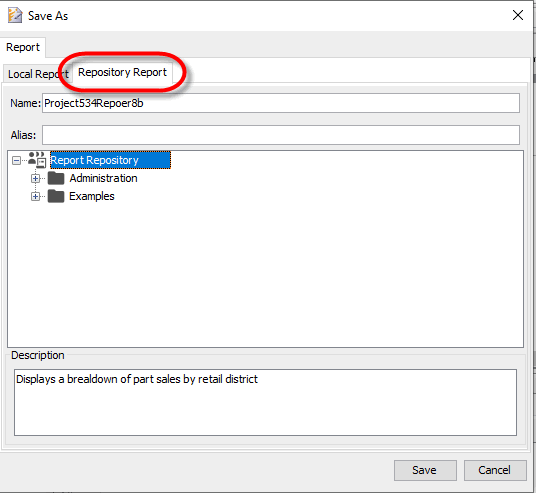 Save As
Report
Local Report Repository Report
Name: Project534Repoer8b
Alias:
Report Repository
Administration
Examples
Description
Displays a breakdown of part sales by retail district
Save Cancel